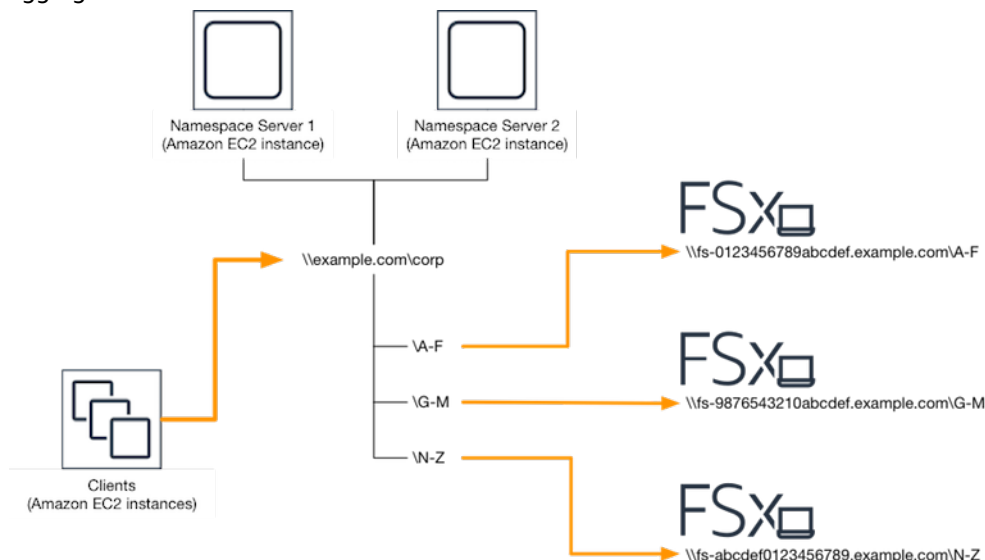 Namespace Server 1
(Amazon EC2 instance)
Namespace Server 2
(Amazon EC2 instance)
FSx
\\fs-0123456789abcdef.example.com\A-F
\\example.com\corp
\A-F
FSx
\\fs-9876543210abcdef.example.com\G-M
\G-M
\N-Z
Clients
(Amazon EC2 instances)
FSx
\\fs-abcdef0123456789.example.com\N-Z